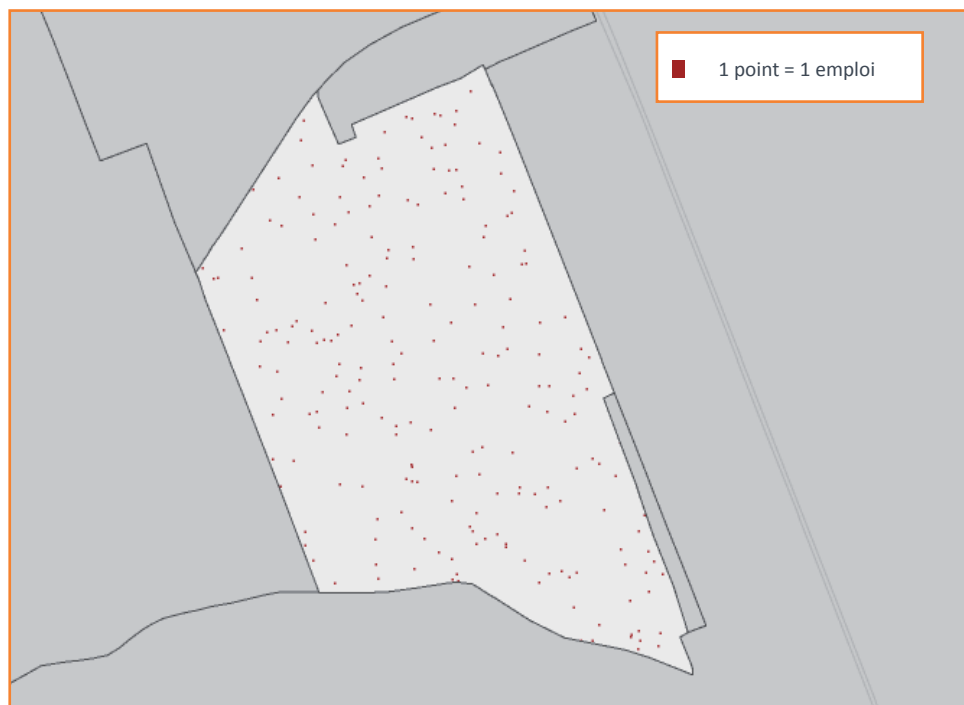 1 point = 1 emploi